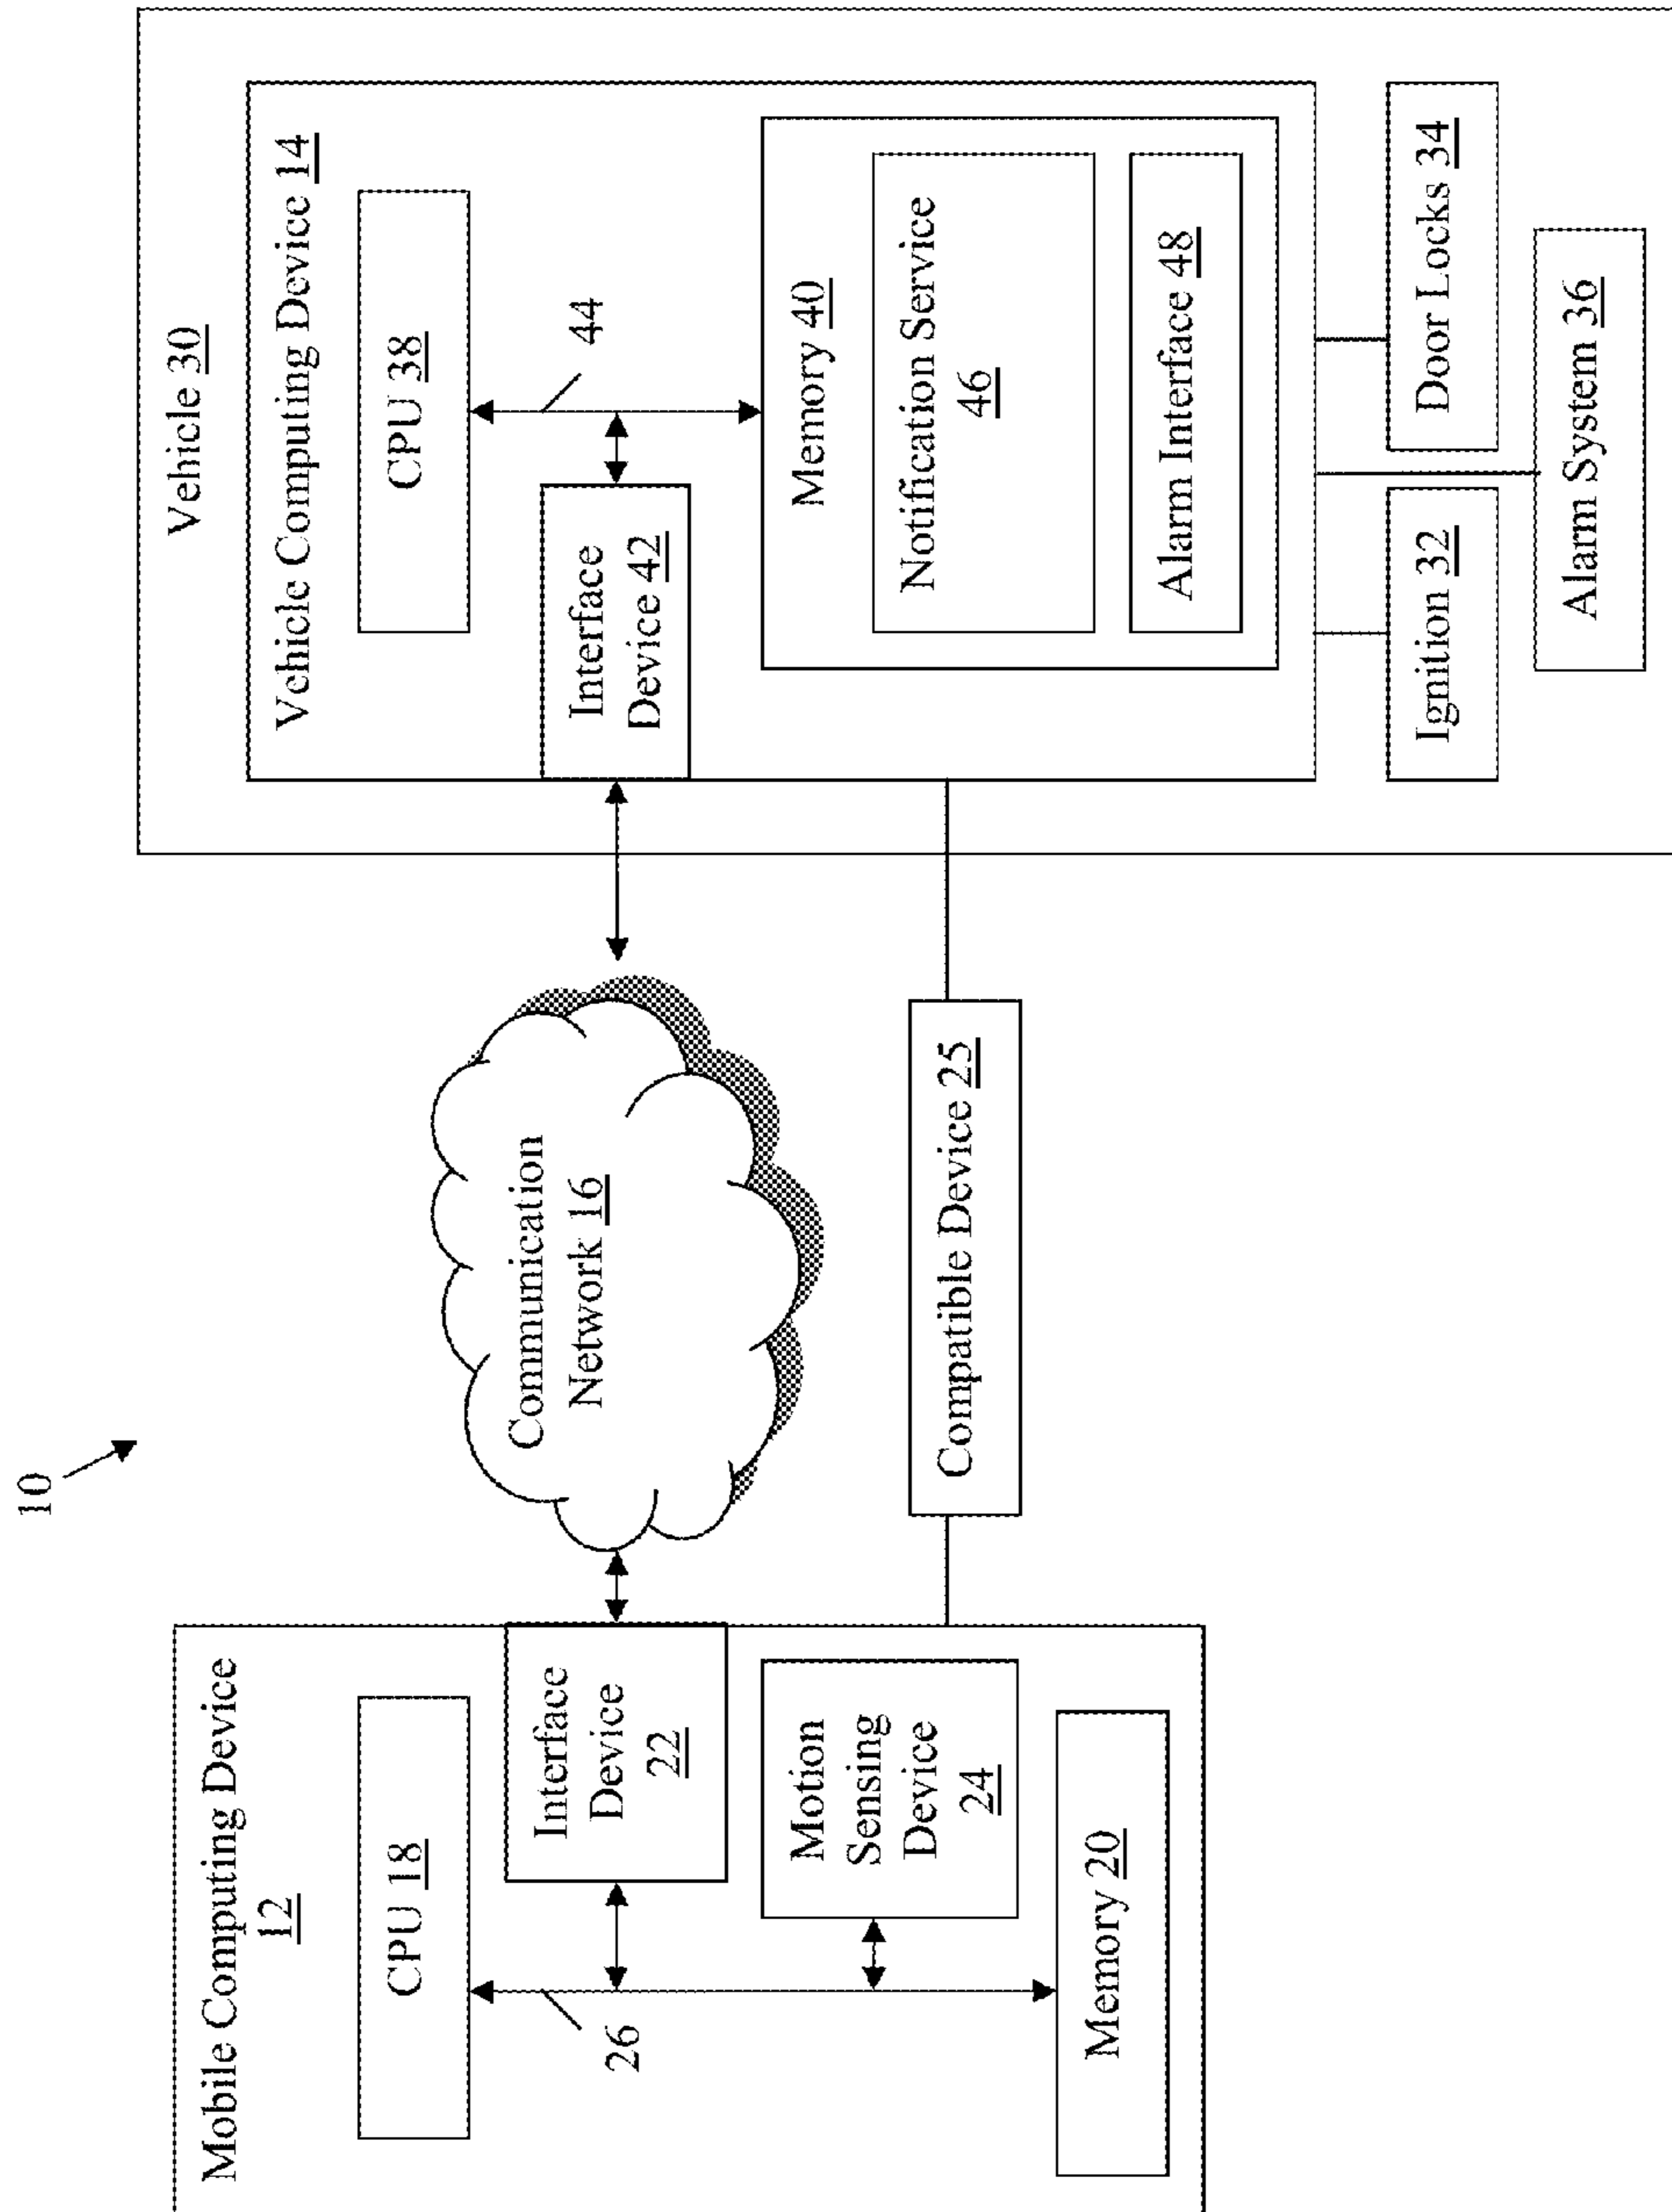 10
Mobile Computing Device
12
CPU 18
26
Interface
Device
22
Motion
Sensing
Device
24
Memory 20
Communication
Network 16
Compatible Device 25
Vehicle 30
Vehicle Computing Device 14
CPU 38
44
Interface
Device 42
Memory 40
Notification Service
46
Alarm Interface 48
Ignition 32
Door Locks 34
Alarm System 36